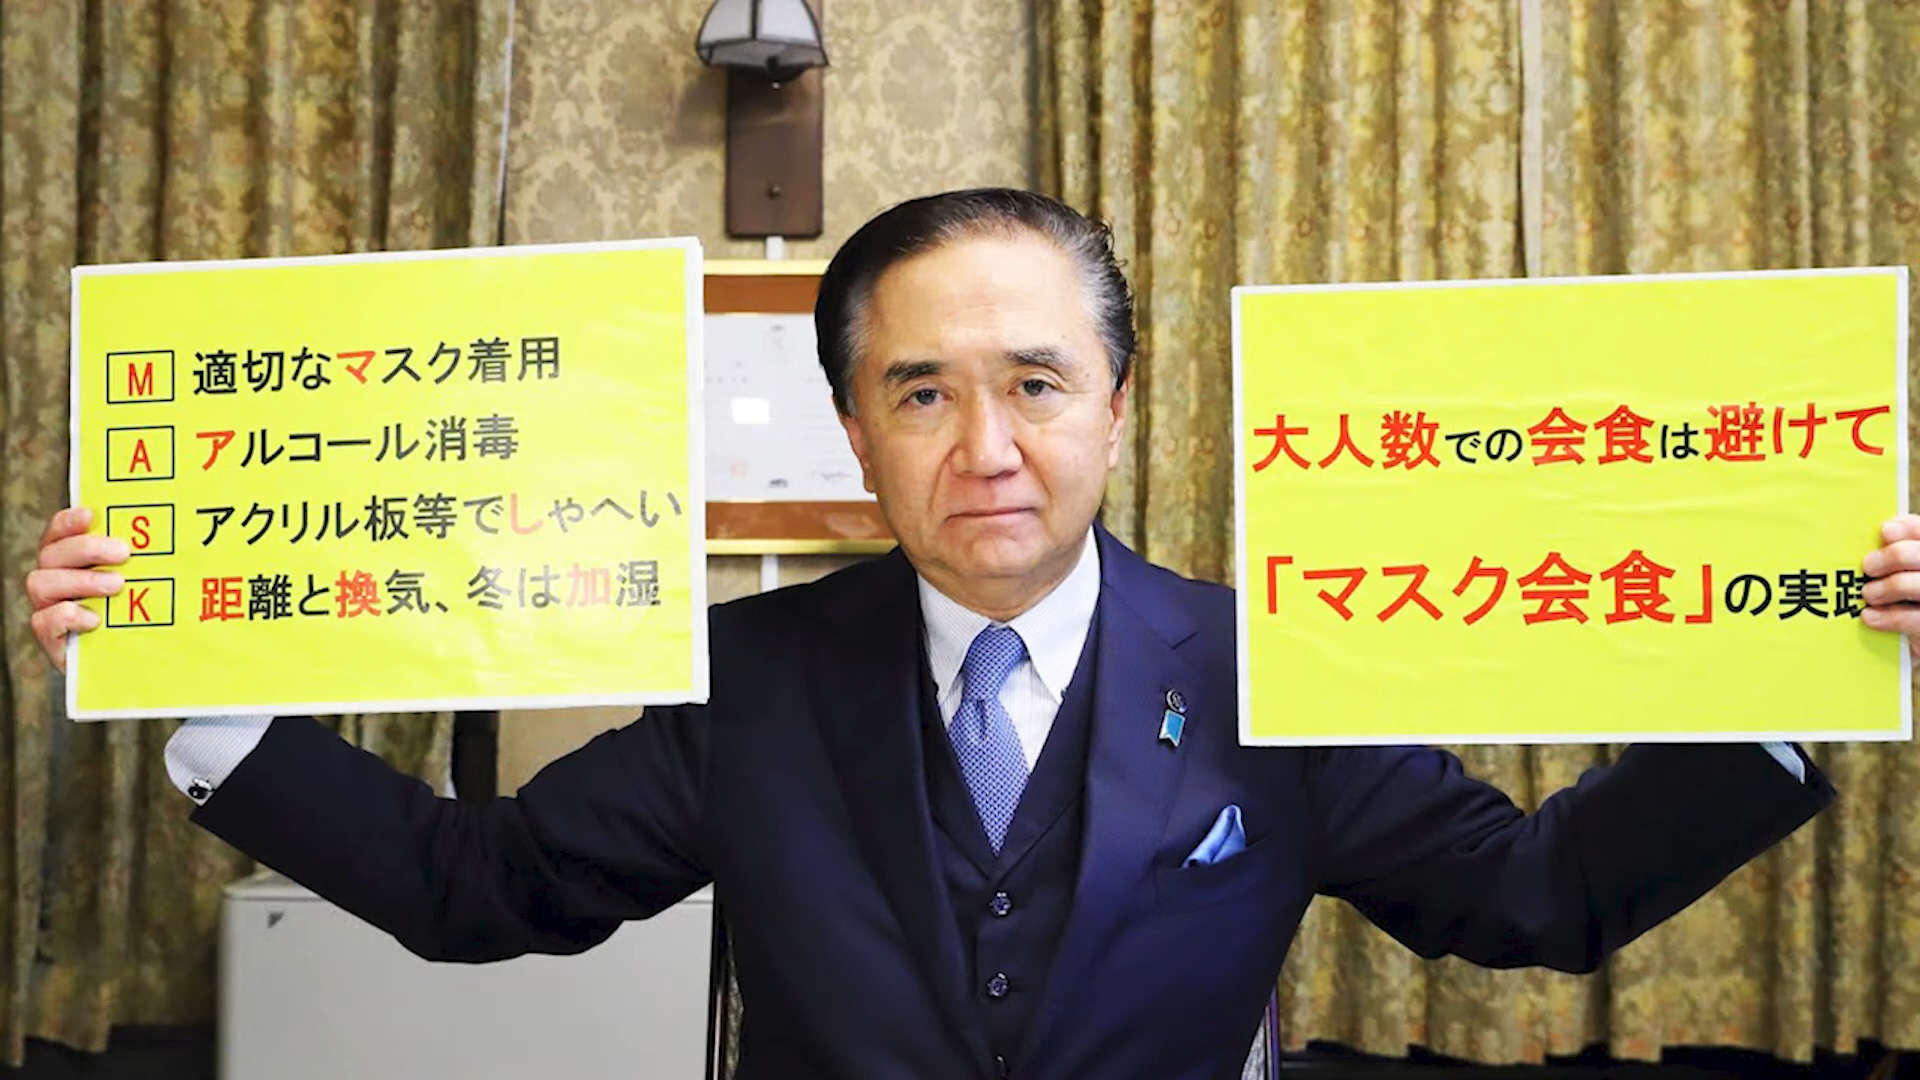 M 適切なマスク着用
A アルコール消毒
S アクリル板等でしゃへい
K 距離と換気、冬は加湿
大人数での会食は避けて
「マスク会食」の実践